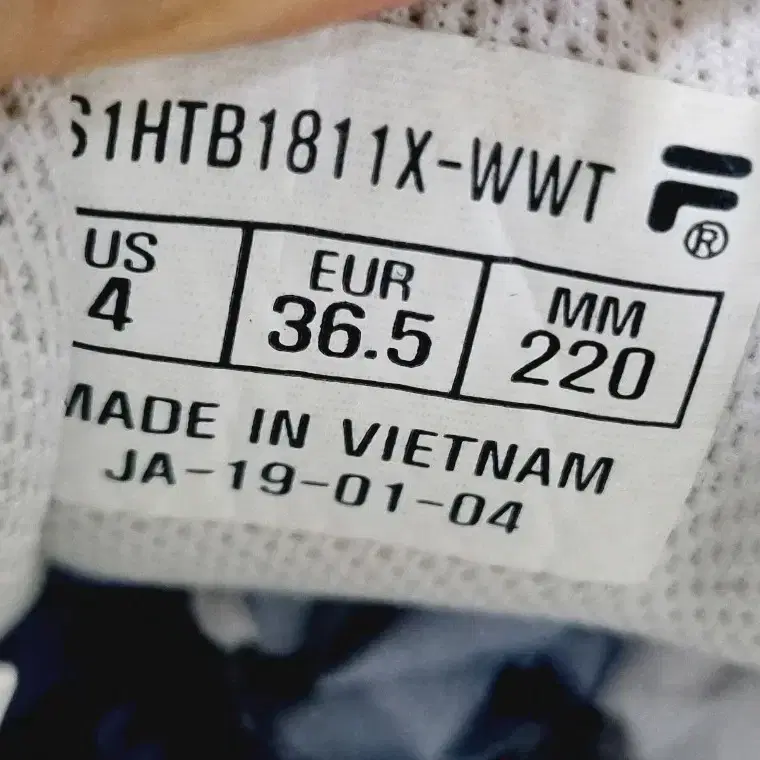 S1HTB1811X-WWT
®
US EUR MM
4 36.5 220
MADE IN VIETNAM
JA-19-01-04